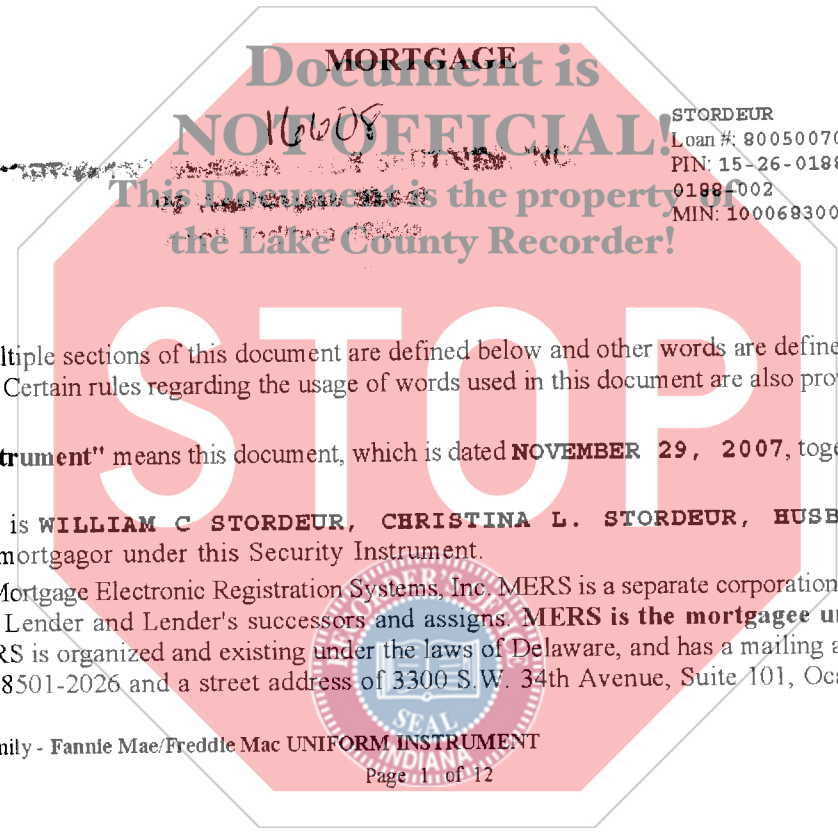 MORTGAGE
Document is
16608
NOT OFFICIAL!
STORDEUR
Loan #: 80050070
PIN: 15-26-0188
This Document is the property of
0188-002
MIN: 100068300
the Lake County Recorder!
STOP
ltiple sections of this document are defined below and other words are define
Certain rules regarding the usage of words used in this document are also pro
trument" means this document, which is dated NOVEMBER 29, 2007, toge
is WILLIAM C STORDEUR, CHRISTINA L. STORDEUR, HUSB
mortgagor under this Security Instrument.
Mortgage Electronic Registration Systems, Inc. MERS is a separate corporation
Lender and Lender's successors and assigns. MERS is the mortgagee u
RS is organized and existing under the laws of Delaware, and has a mailing a
8501-2026 and a street address of 3300 S.W. 34th Avenue, Suite 101, Oca
SEAL
INDIANA
nily - Fannie Mae/Freddie Mac UNIFORM INSTRUMENT
Page 1 of 12